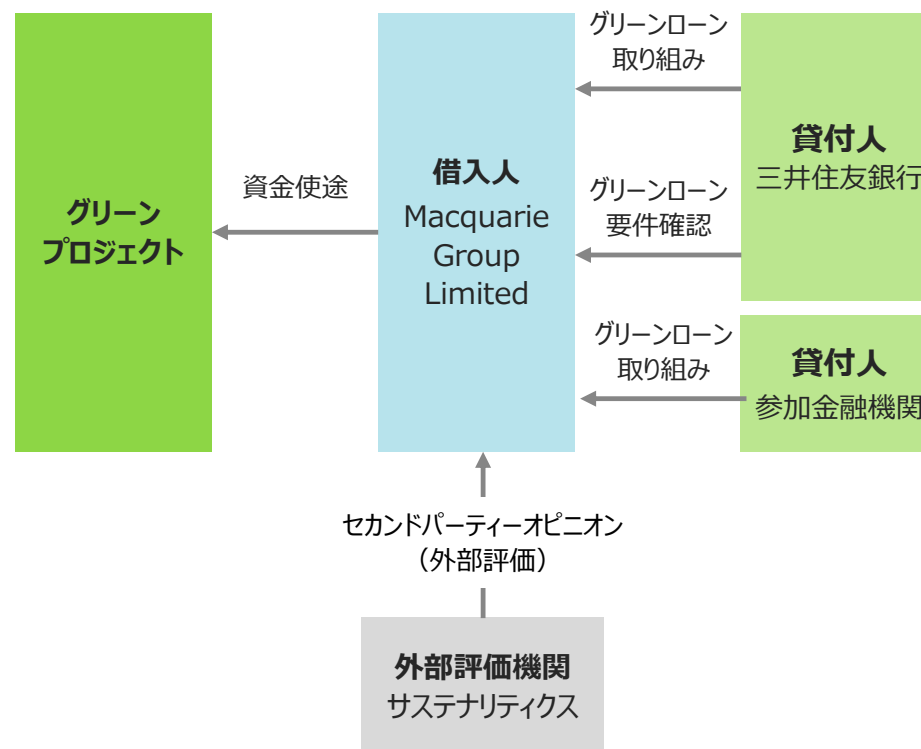 グリーン
プロジェクト
資金使途
借入人
Macquarie
Group
Limited
グリーンローン
取り組み
グリーンローン
要件確認
グリーンローン
取り組み
貸付人
三井住友銀行
貸付人
参加金融機関
セカンドパーティーオピニオン
（外部評価）
外部評価機関
サステナリティクス